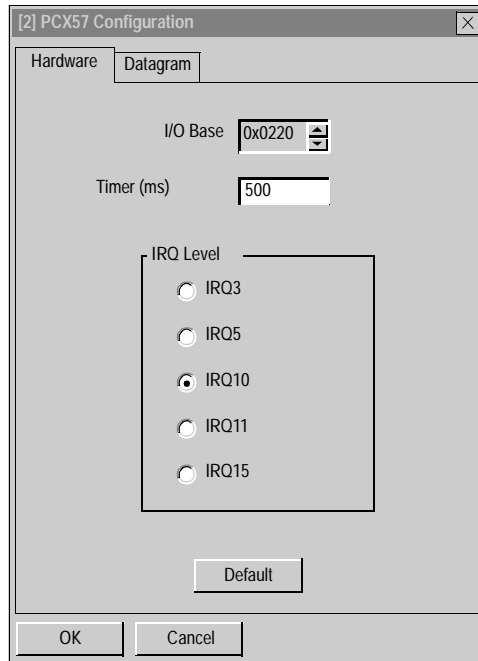 [2] PCX57 Configuration
Hardware Datagram
I/O Base 0x0220
Timer (ms) 500
IRQ Level
IRQ3
IRQ5
IRQ10
IRQ11
IRQ15
Default
OK Cancel